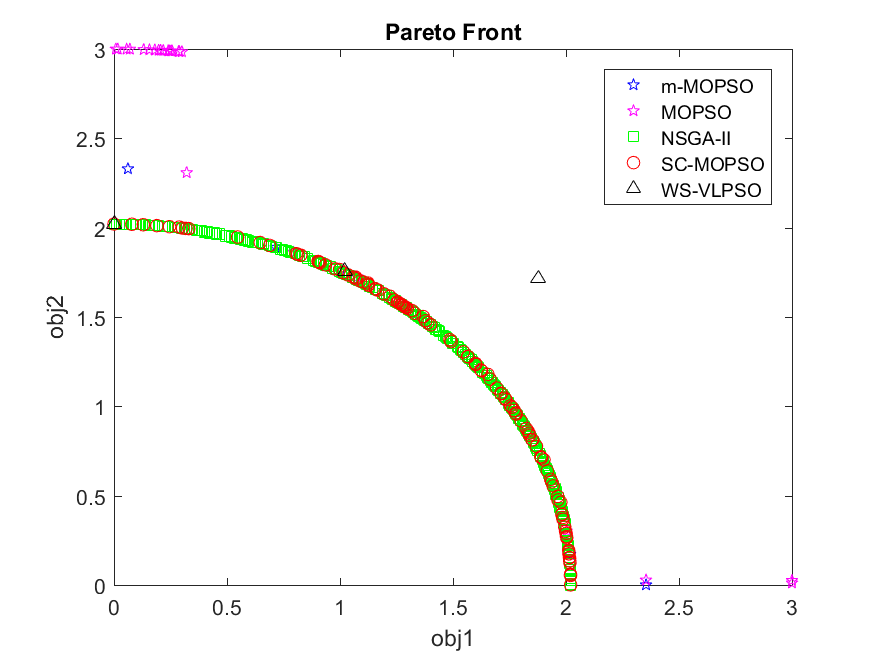 Pareto Front
3
2.5
2
1.5
1
0.5
0
0 0.5 1 1.5 2 2.5 3
obj1
obj2
m-MOPSO
MOPSO
NSGA-II
SC-MOPSO
WS-VLPSO